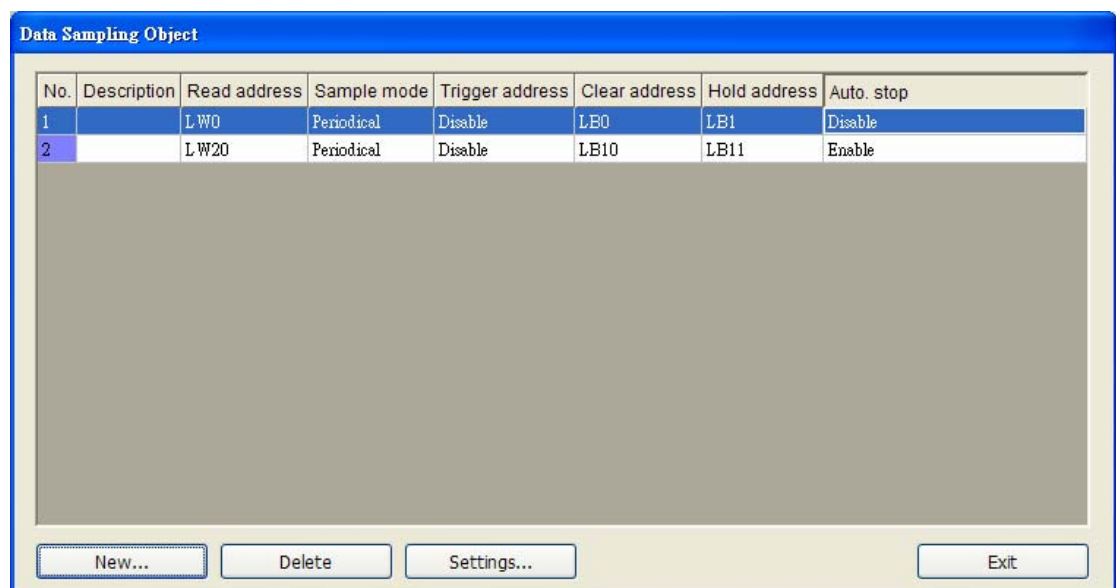 Data Sampling Object
No. Description Read address Sample mode Trigger address Clear address Hold address Auto. stop
1 LW0 Periodical Disable LB0 LB1 Disable
2 LW20 Periodical Disable LB10 LB11 Enable
New... Delete Settings... Exit